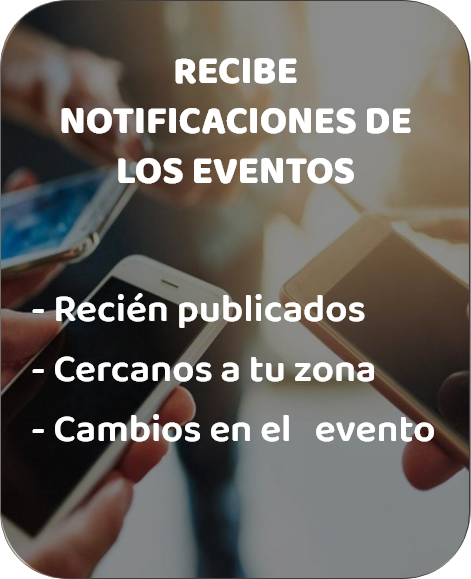 RECIBE
NOTIFICACIONES DE
LOS EVENTOS
- Recién publicados
- Cercanos a tu zona
- Cambios en el evento